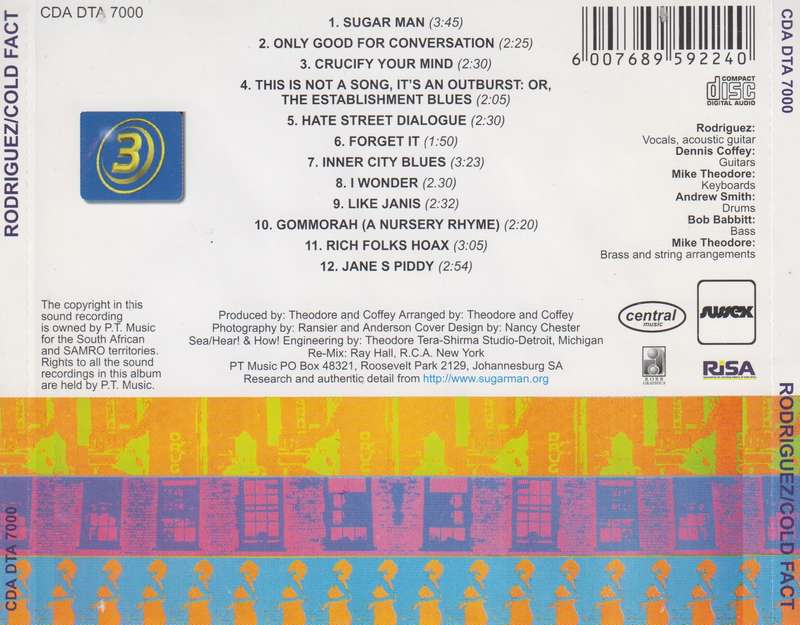 CDA DTA 7000
1. SUGAR MAN (3:45)
2. ONLY GOOD FOR CONVERSATION (2:25)
3. CRUCIFY YOUR MIND (2:30)
4. THIS IS NOT A SONG, IT'S AN OUTBURST: OR,
THE ESTABLISHMENT BLUES (2:05)
5. HATE STREET DIALOGUE (2:30)
6. FORGET IT (1:50)
7. INNER CITY BLUES (3:23)
8. I WONDER (2.30)
9. LIKE JANIS (2:32)
10. GOMMORAH (A NURSERY RHYME) (2:20)
11. RICH FOLKS HOAX (3:05)
12. JANE S PIDDY (2:54)
3
6 007689 592240
COMPACT
disc
DIGITAL AUDIO
Rodriguez:
Vocals, acoustic guitar
Dennis Coffey:
Guitars
Mike Theodore:
Keyboards
Andrew Smith:
Drums
Bob Babbitt:
Bass
Mike Theodore:
Brass and string arrangements
The copyright in this
sound recording
is owned by P.T. Music
for the South African
and SAMRO territories.
Rights to all the sound
recordings in this album
are held by P.T. Music.
Produced by: Theodore and Coffey Arranged by: Theodore and Coffey
Photography by: Ransier and Anderson Cover Design by: Nancy Chester
Sea/Hear! & How! Engineering by: Theodore Tera-Shirma Studio-Detroit, Michigan
Re-Mix: Ray Hall, R.C.A. New York
PT Music PO Box 48321, Roosevelt Park 2129, Johannesburg SA
Research and authentic detail from http://www.sugarman.org
central
music
sussex
ROSS
GRAPHICS
RiSA
RODRIGUEZ/COLD FACT
CDA DTA 7000
CDA DTA 7000
RODRIGUEZ/COLD FACT